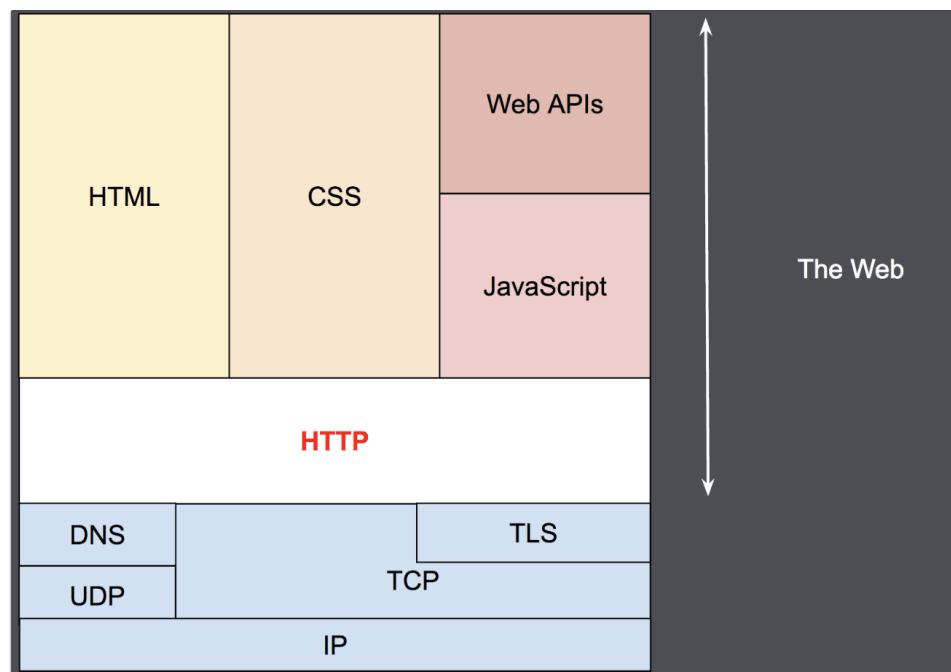 Web APIs
HTML
CSS
The Web
JavaScript
HTTP
DNS
TLS
TCP
UDP
IP